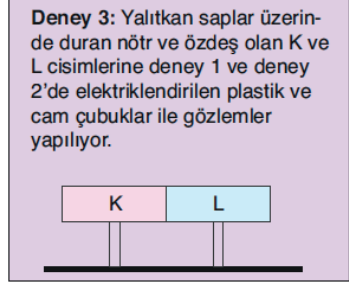 Deney 3: Yalıtkan saplar üzerin-
de duran nötr ve özdeş olan K ve
L cisimlerine deney 1 ve deney
2’de elektriklendirilen plastik ve
cam çubuklar ile gözlemler
yapılıyor.
K L